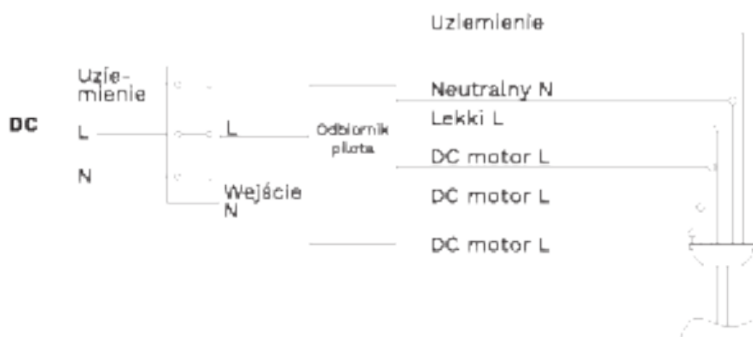 Uziemienie
Uzie-
mienie
Neutralny N
DC
L
L
Odbiornik
pilota
Lekki L
DC motor L
N
Wejście
N
DC motor L
DC motor L